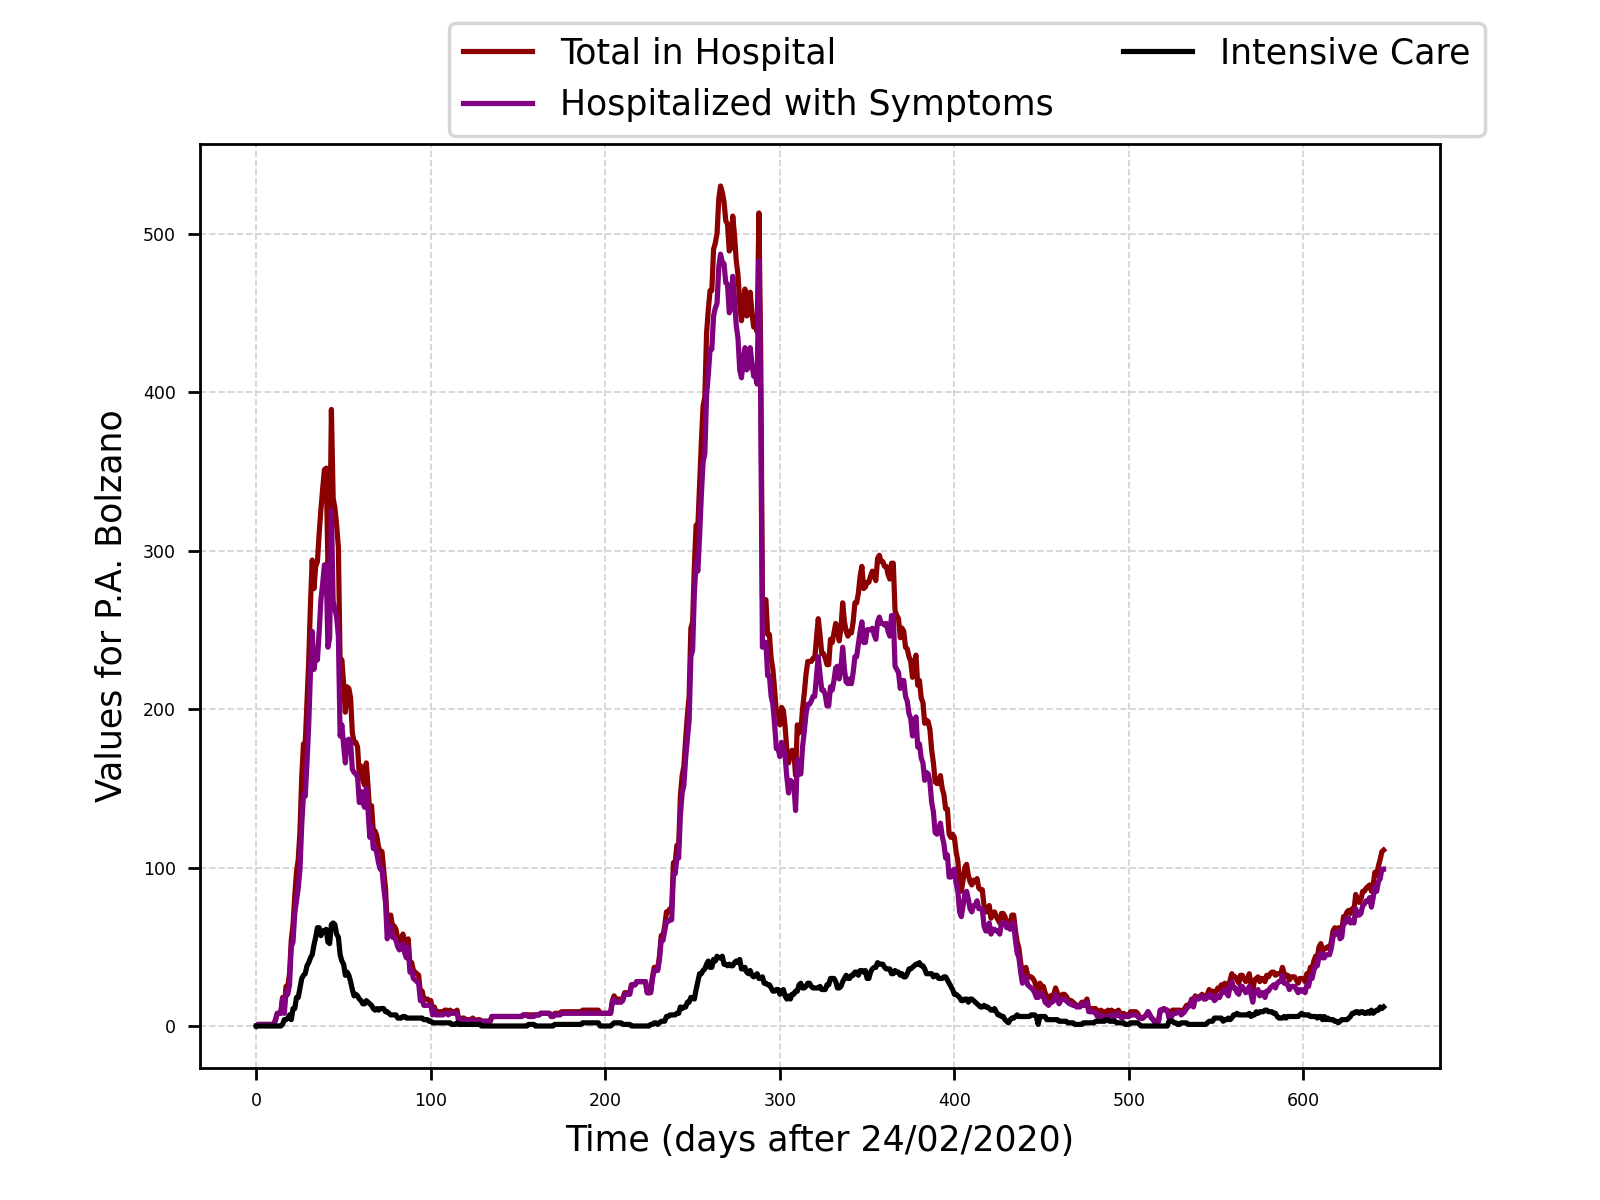 Total in Hospital
Hospitalized with Symptoms
Intensive Care
Values for P.A. Bolzano
500
400
300
200
100
0
0 100 200 300 400 500 600
Time (days after 24/02/2020)